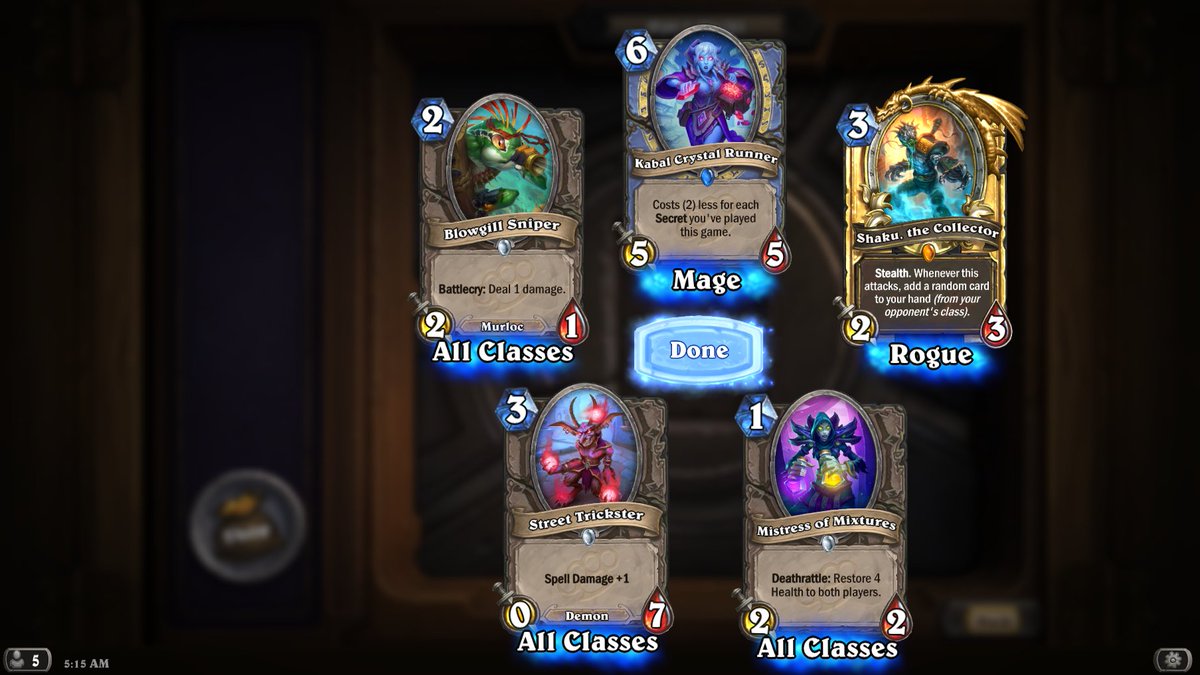 6
Kabal Crystal Runner
Costs (2) less for each
Secret you've played
this game.
5
5
Mage
2
Blowgill Sniper
Battlecry: Deal 1 damage.
2
Murloc
1
All Classes
3
Shaku, the Collector
Stealth. Whenever this
attacks, add a random card
to your hand (from your
opponent's class).
2
3
Rogue
Done
3
Street Trickster
Spell Damage +1
0
Demon
7
All Classes
1
Mistress of Mixtures
Deathrattle: Restore 4
Health to both players.
2
2
All Classes
5
5:15 AM